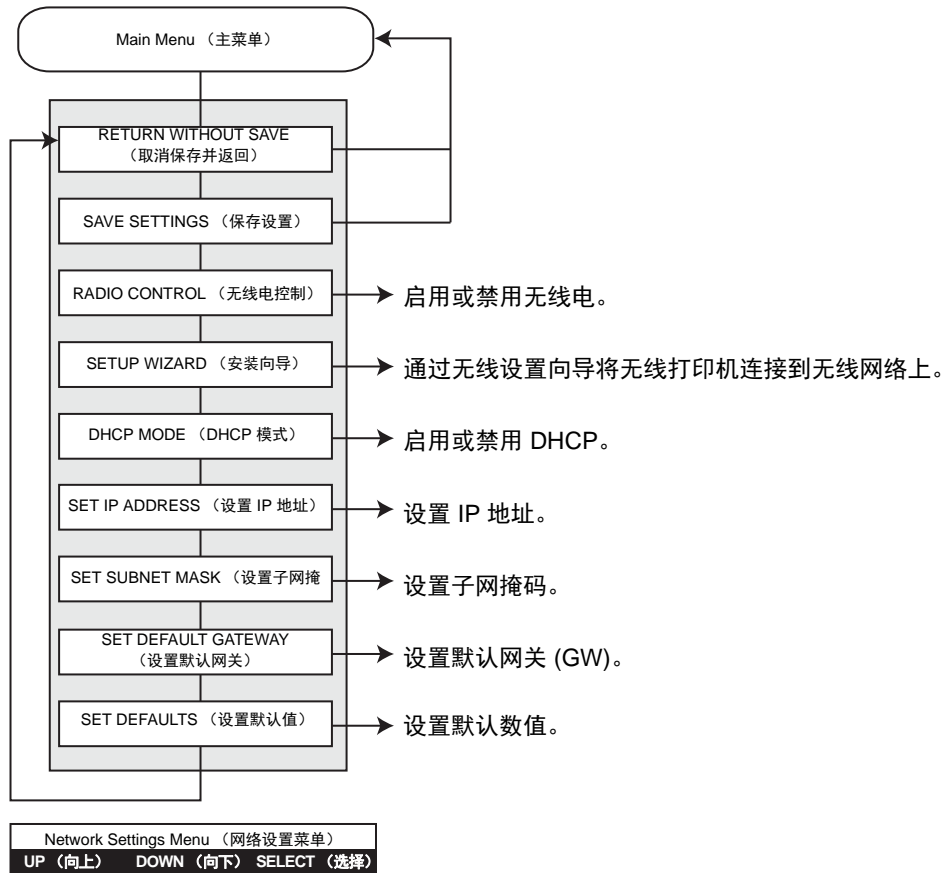 Main Menu （主菜单）
RETURN WITHOUT SAVE
（取消保存并返回）
SAVE SETTINGS （保存设置）
RADIO CONTROL （无线电控制）
启用或禁用无线电。
SETUP WIZARD （安装向导）
通过无线设置向导将无线打印机连接到无线网络上。
DHCP MODE （DHCP 模式）
启用或禁用 DHCP。
SET IP ADDRESS （设置 IP 地址）
设置 IP 地址。
SET SUBNET MASK （设置子网掩
设置子网掩码。
SET DEFAULT GATEWAY
（设置默认网关）
设置默认网关 (GW)。
SET DEFAULTS （设置默认值）
设置默认数值。
Network Settings Menu （网络设置菜单）
UP （向上） DOWN （向下） SELECT （选择）